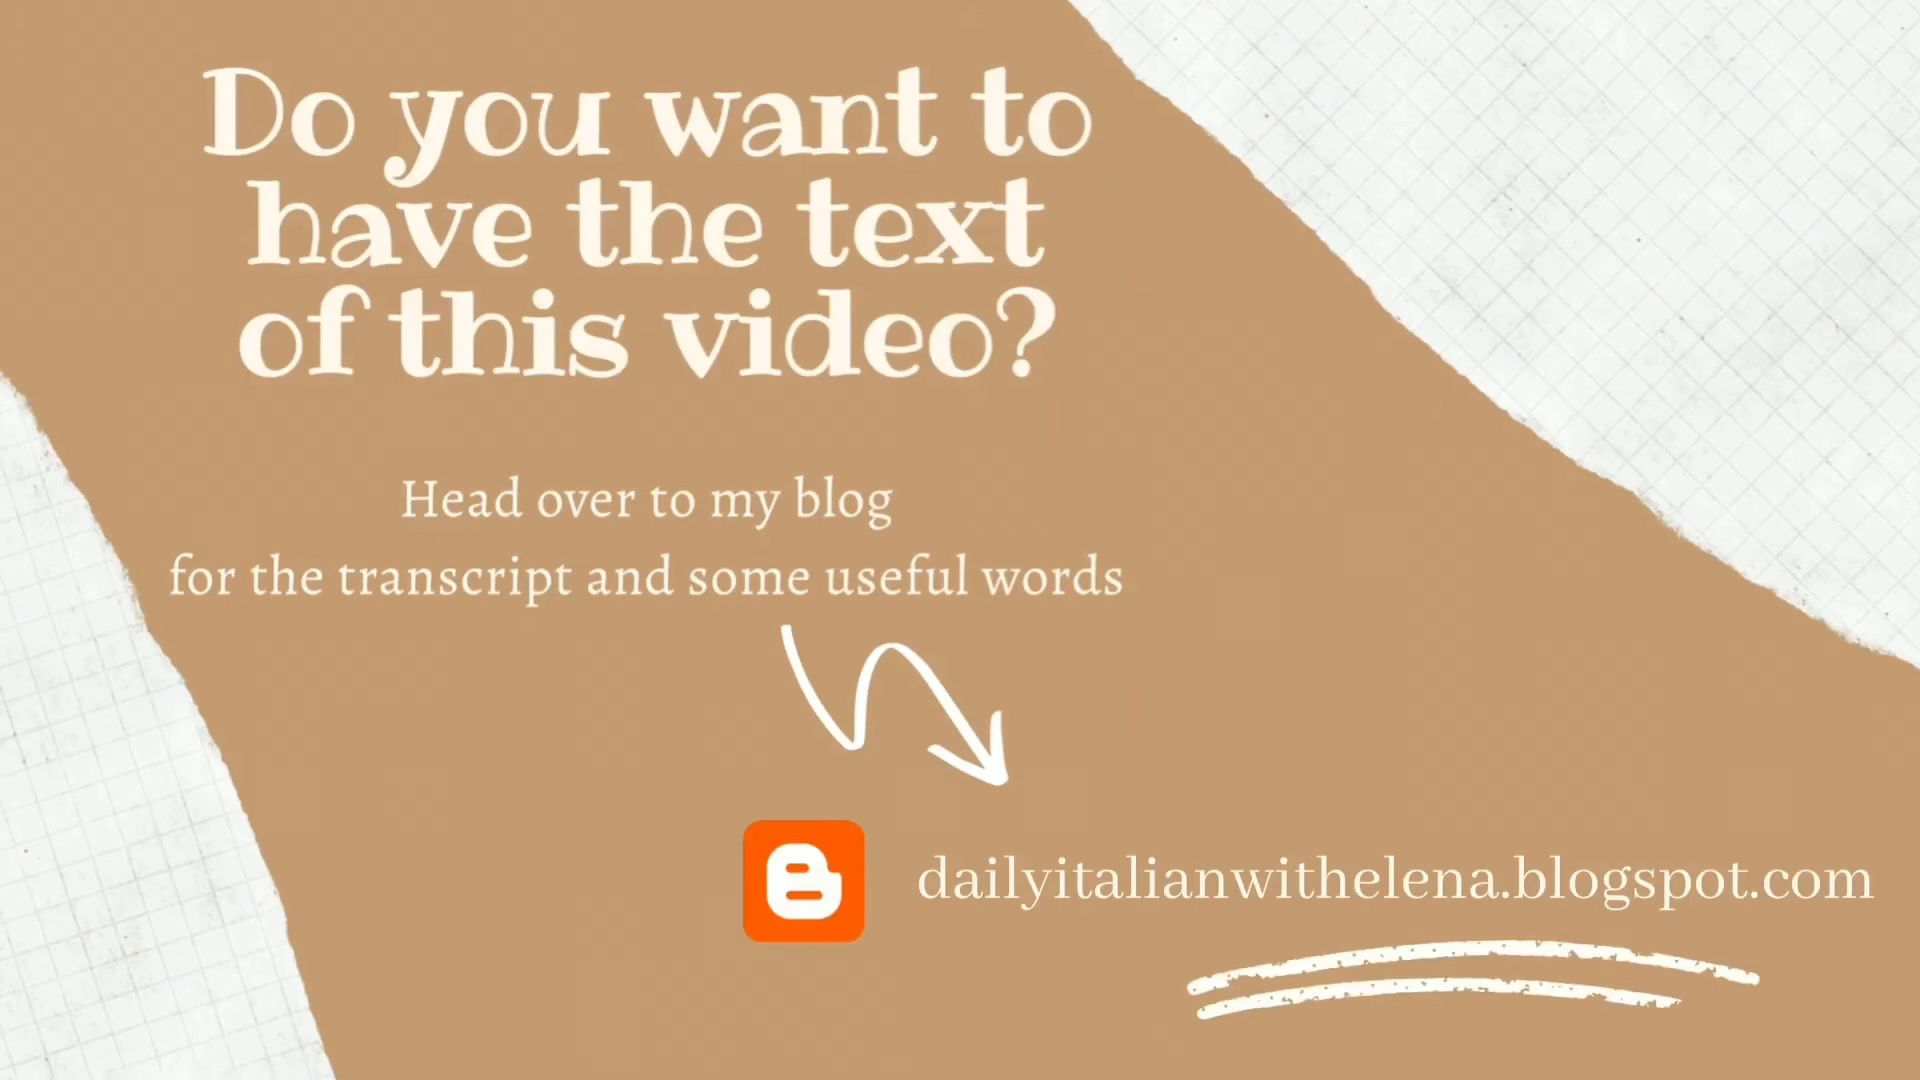 Do you want to
have the text
of this video?
Head over to my blog
for the transcript and some useful words
dailyitalianwithelena.blogspot.com